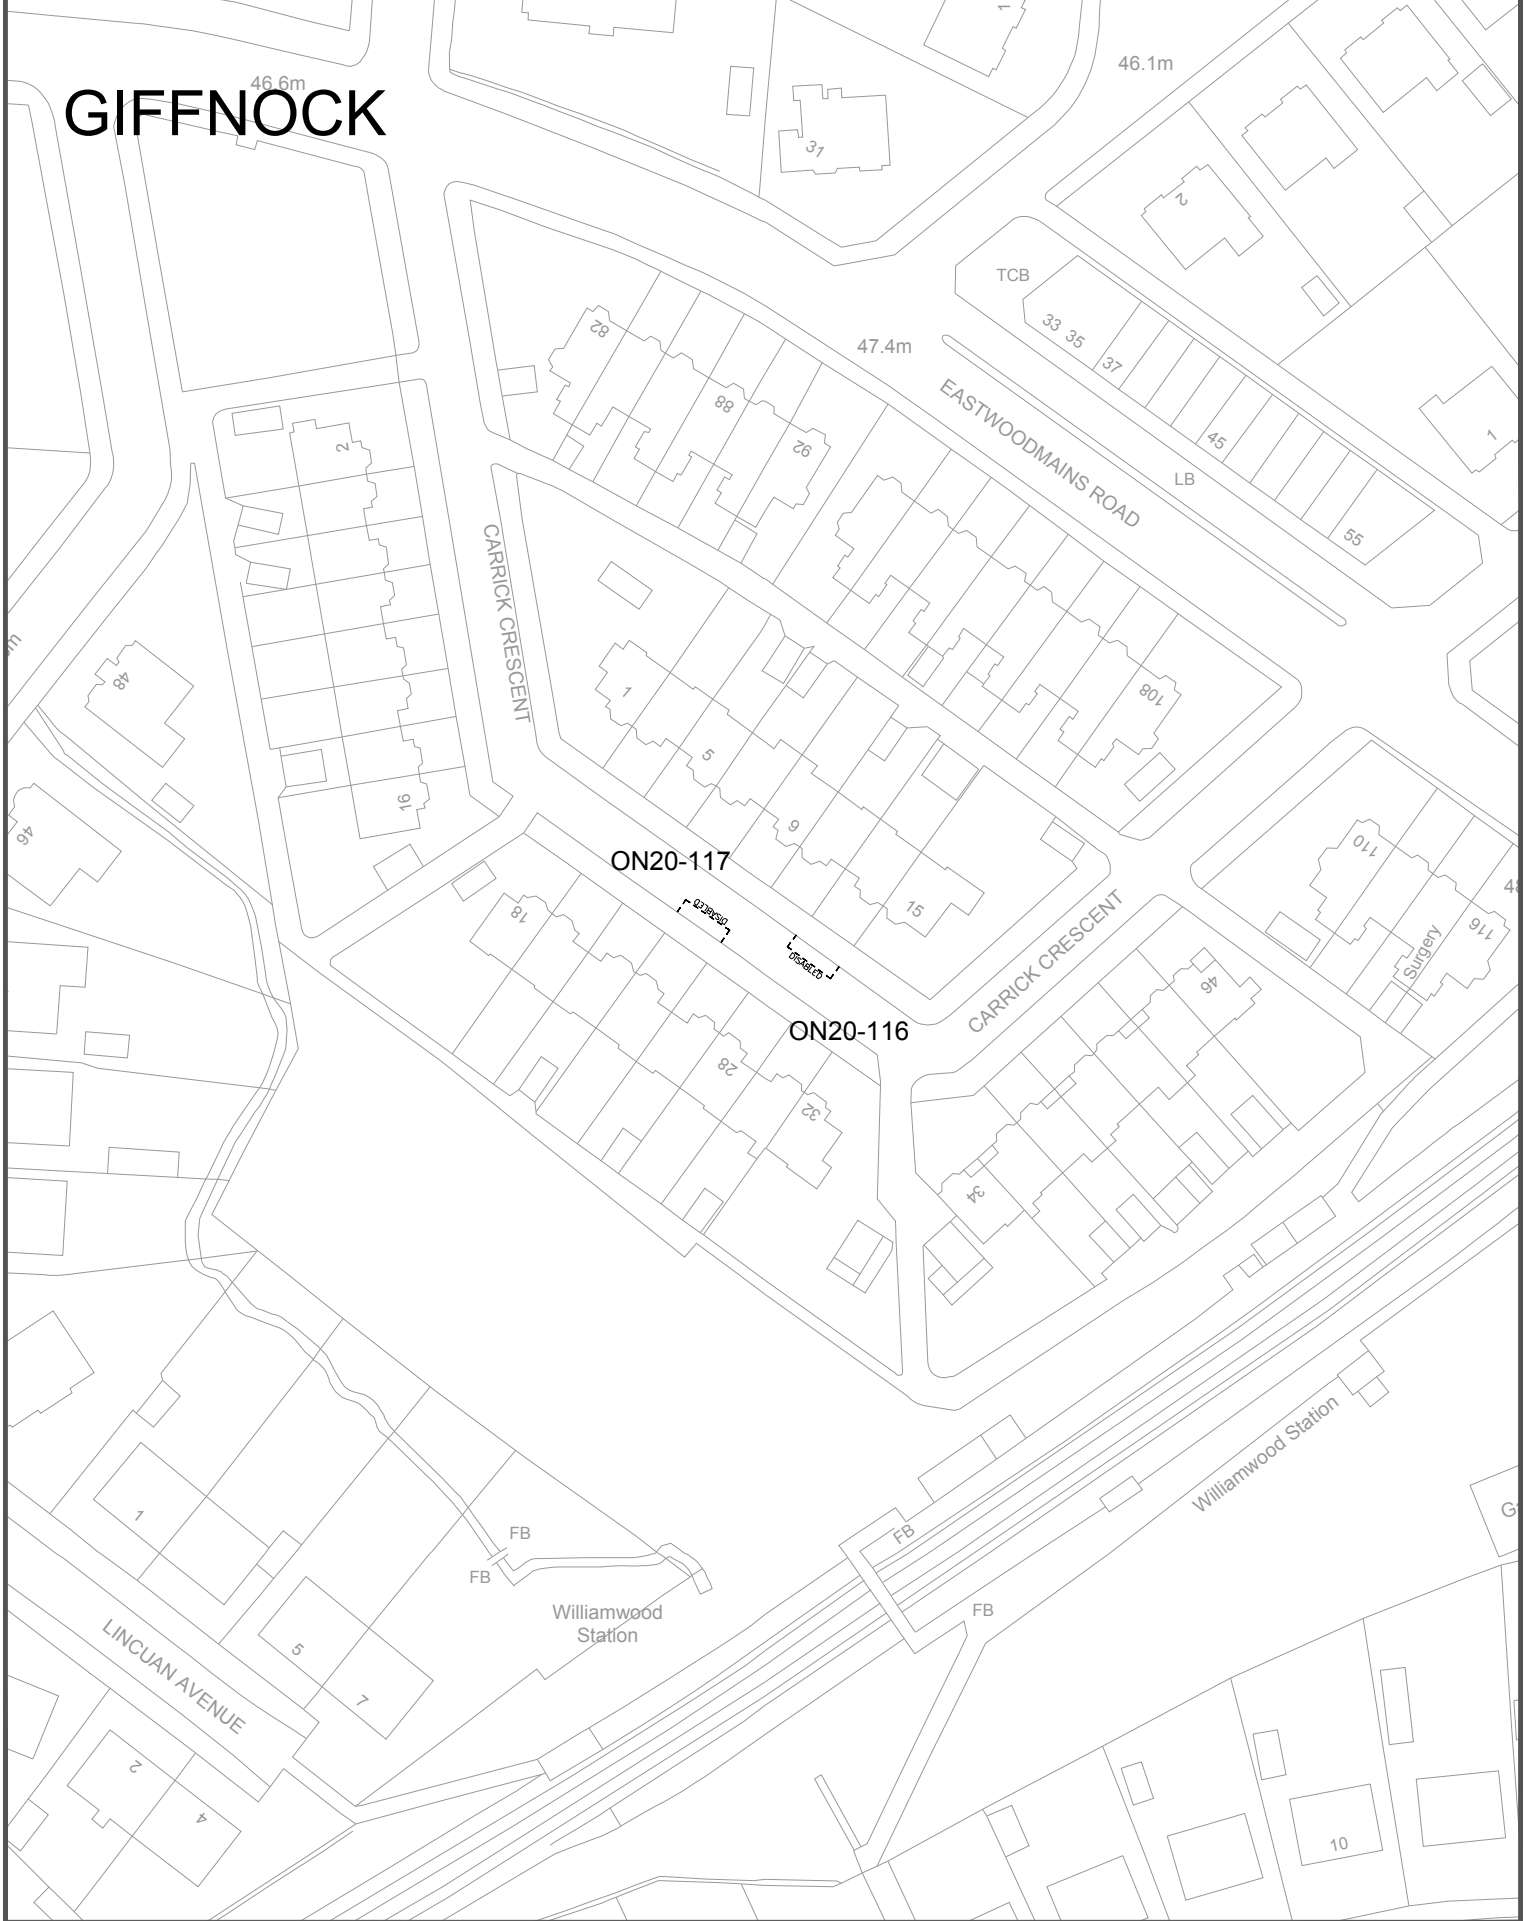 46.6m
GIFFNOCK
46.1m
31
2
TCB
33
35
37
45
55
47.4m
EASTWOODMAINS ROAD
LB
1
82
88
92
2
CARRICK CRESCENT
48
1
5
9
15
108
16
46
110
116
Surgery
ON20-117
DISABLED
DISABLED
ON20-116
18
28
32
CARRICK CRESCENT
46
34
Williamwood Station
FB
FB
FB
FB
Williamwood
Station
1
5
7
LINCUAN AVENUE
2
4
10